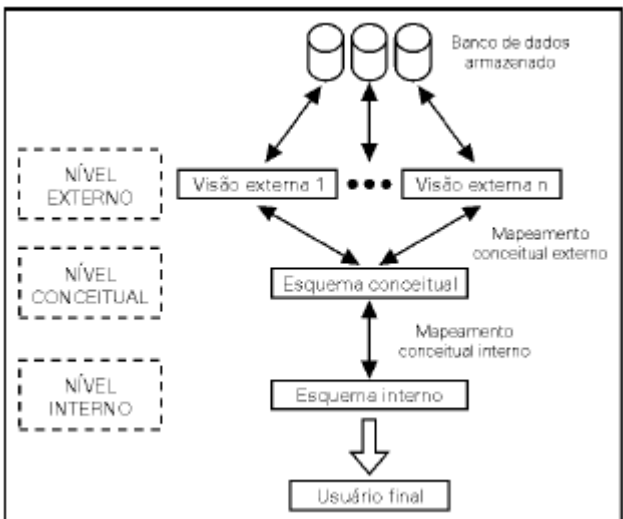 Banco de dados
armazenado
NÍVEL
EXTERNO
Visão externa 1
Visão externa n
Mapeamento
conceitual externo
NÍVEL
CONCEITUAL
Esquema conceitual
Mapeamento
conceitual interno
NÍVEL
INTERNO
Esquema interno
Usuário final